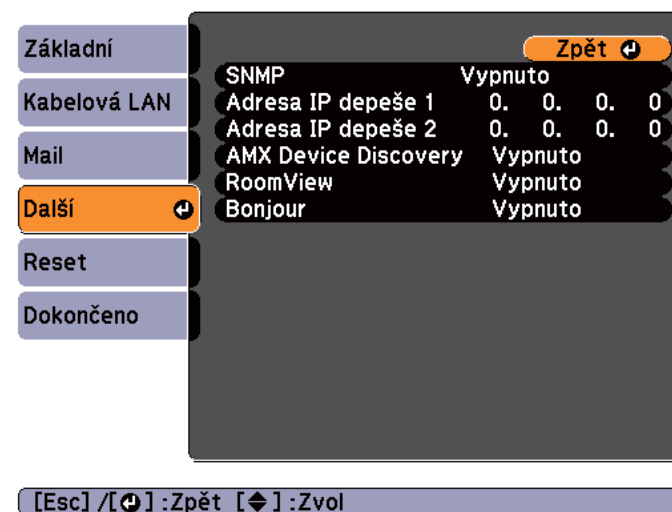 Základní
Kabelová LAN
Mail
Další
Reset
Dokončeno
Zpět
SNMP Vypnuto
Adresa IP depeše 1 0. 0. 0. 0
Adresa IP depeše 2 0. 0. 0. 0
AMX Device Discovery Vypnuto
RoomView Vypnuto
Bonjour Vypnuto
[Esc] /[⏎] :Zpět [◆] :Zvol